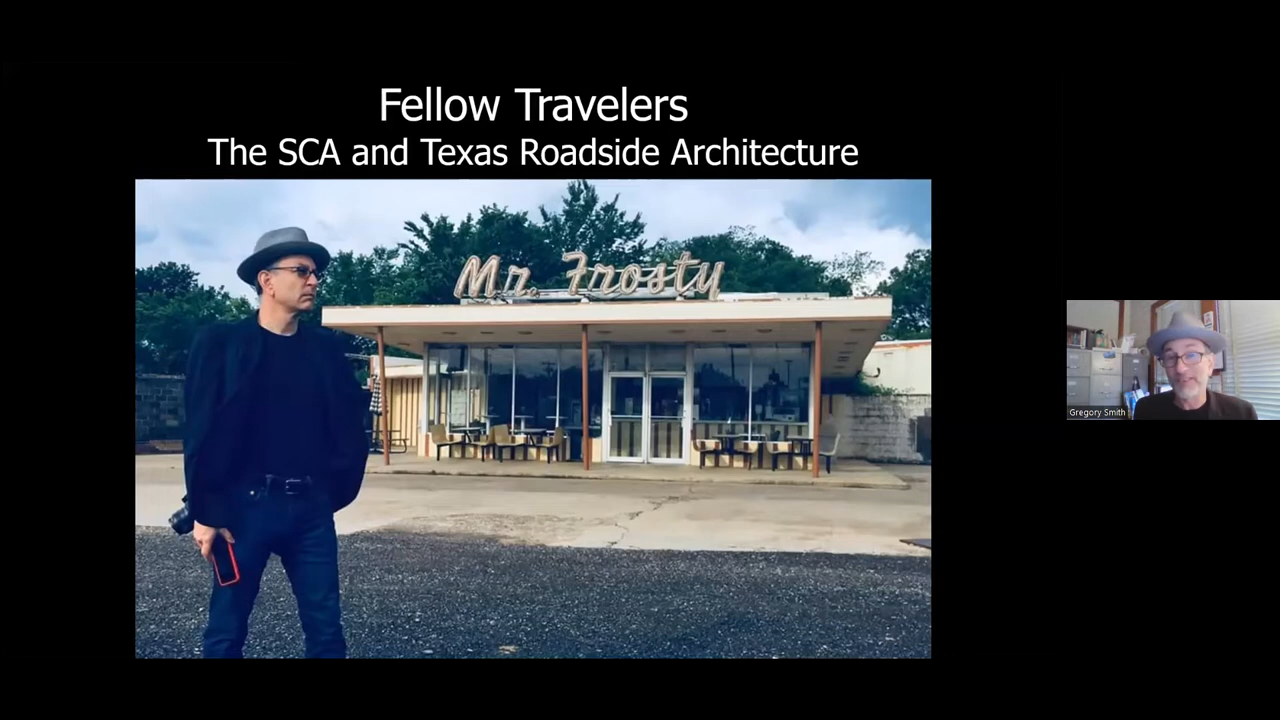 Fellow Travelers
The SCA and Texas Roadside Architecture
Mr. Frosty
Gregory Smith